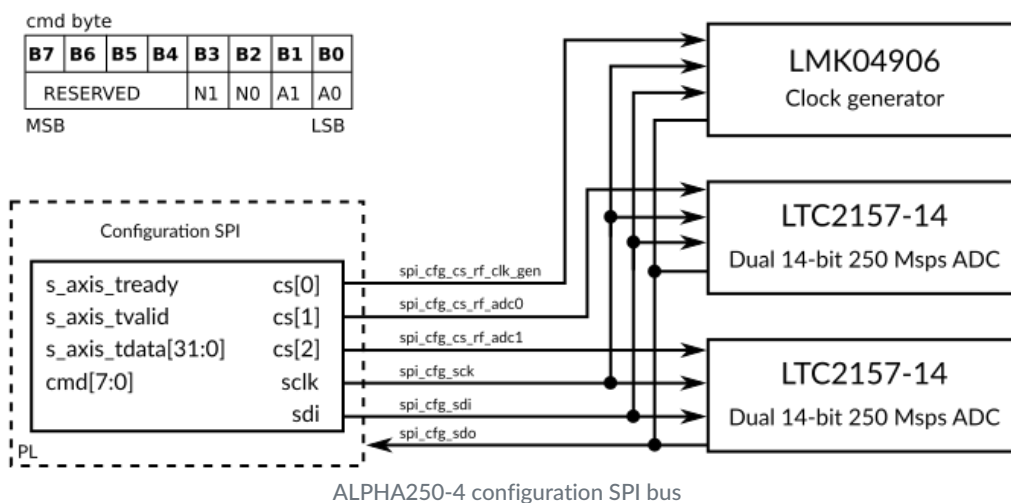 cmd byte
B7 B6 B5 B4 B3 B2 B1 B0
RESERVED N1 N0 A1 A0
MSB LSB
LMK04906
Clock generator
LTC2157-14
Dual 14-bit 250 Msps ADC
Configuration SPI
s_axis_tready cs[0]
s_axis_tvalid cs[1]
s_axis_tdata[31:0] cs[2]
cmd[7:0] sclk
sdi
PL
spi_cfg_cs_rf_clk_gen
spi_cfg_cs_rf_adc0
spi_cfg_cs_rf_adc1
spi_cfg_sck
spi_cfg_sdi
spi_cfg_sdo
LTC2157-14
Dual 14-bit 250 Msps ADC
ALPHA250-4 configuration SPI bus